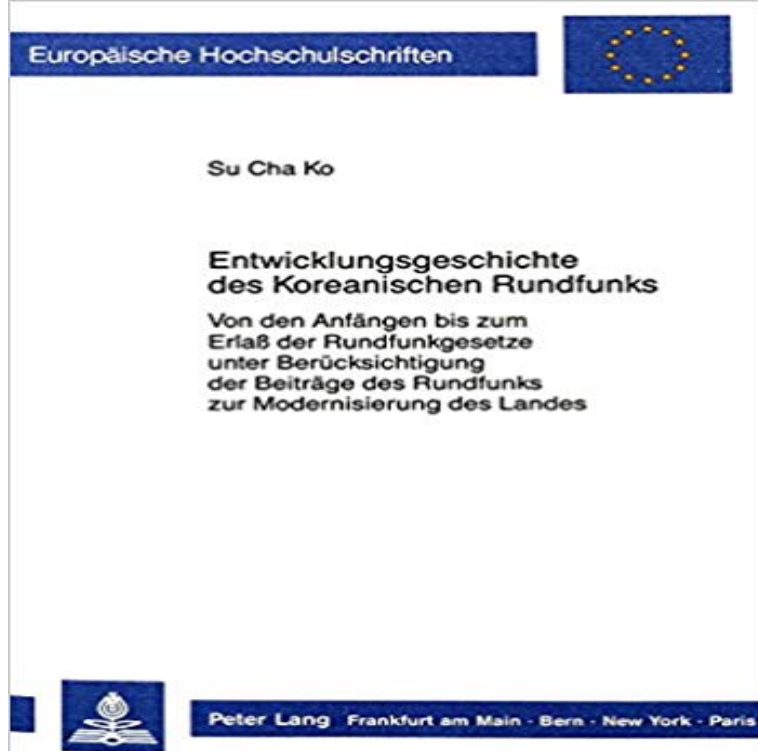 Europäische Hochschulschriften
Su Cha Ko
Entwicklungsgeschichte
des Koreanischen Rundfunks
Von den Anfängen bis zum
Erlaß der Rundfunkgesetze
unter Berücksichtigung
der Beiträge des Rundfunks
zur Modernisierung des Landes
Peter Lang Frankfurt am Main · Bern · New York · Paris